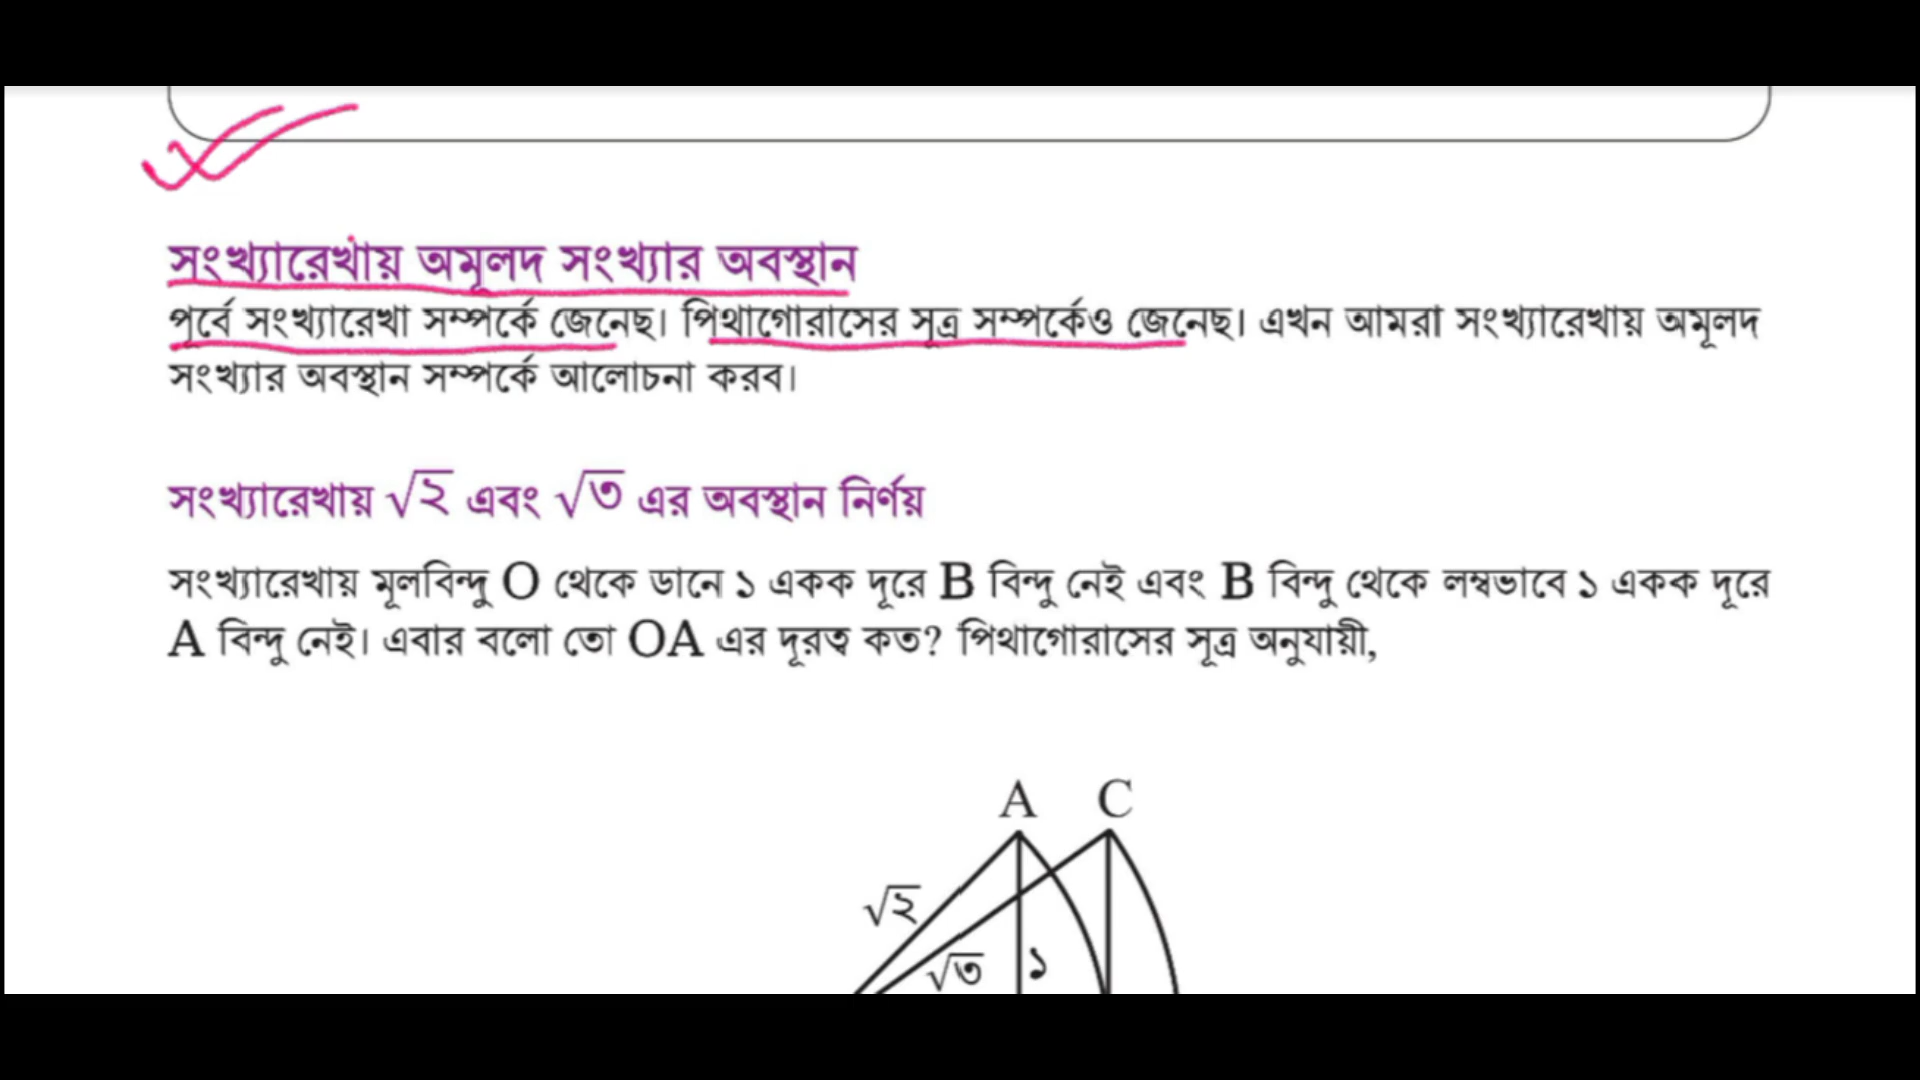 সংখ্যারেখায় অমূলদ সংখ্যার অবস্থান
পূর্বে সংখ্যারেখা সম্পর্কে জেনেছ। পিথাগোরাসের সূত্র সম্পর্কেও জেনেছ। এখন আমরা সংখ্যারেখায় অমূলদ
সংখ্যার অবস্থান সম্পর্কে আলোচনা করব।
সংখ্যারেখায় √২ এবং √৩ এর অবস্থান নির্ণয়
সংখ্যারেখায় মূলবিন্দু O থেকে ডানে ১ একক দূরে B বিন্দু নেই এবং B বিন্দু থেকে লম্বভাবে ১ একক দূরে
A বিন্দু নেই। এবার বলো তো OA এর দূরত্ব কত? পিথাগোরাসের সূত্র অনুযায়ী,
A C
√২
√৩ ১